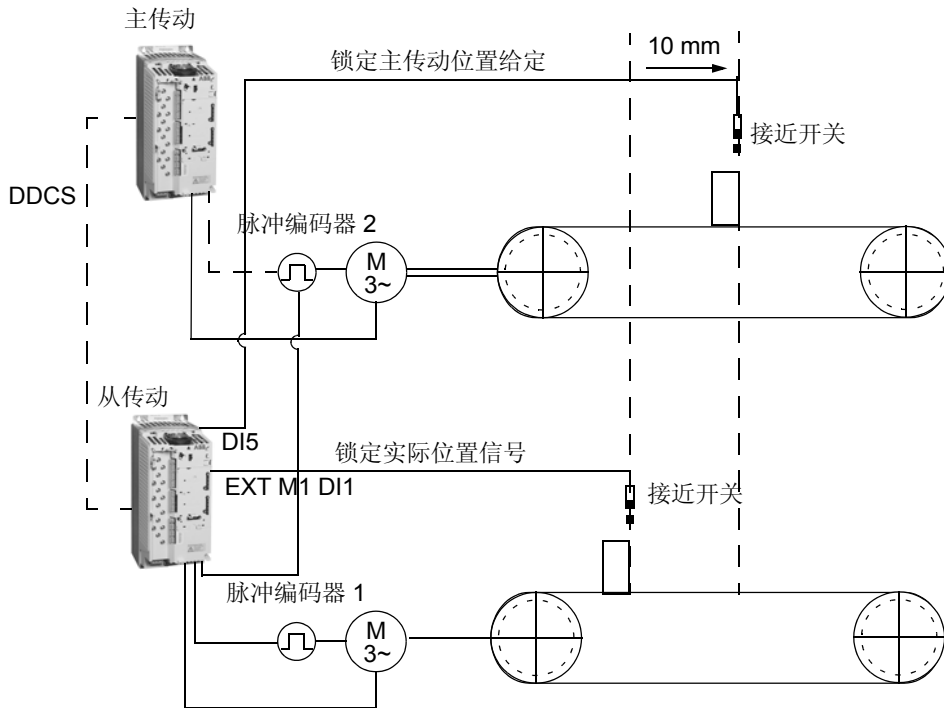 主传动
锁定主传动位置给定
10 mm
接近开关
DDCS
脉冲编码器 2
M
3~
从传动
DI5
锁定实际位置信号
EXT M1 DI1
接近开关
脉冲编码器 1
M
3~